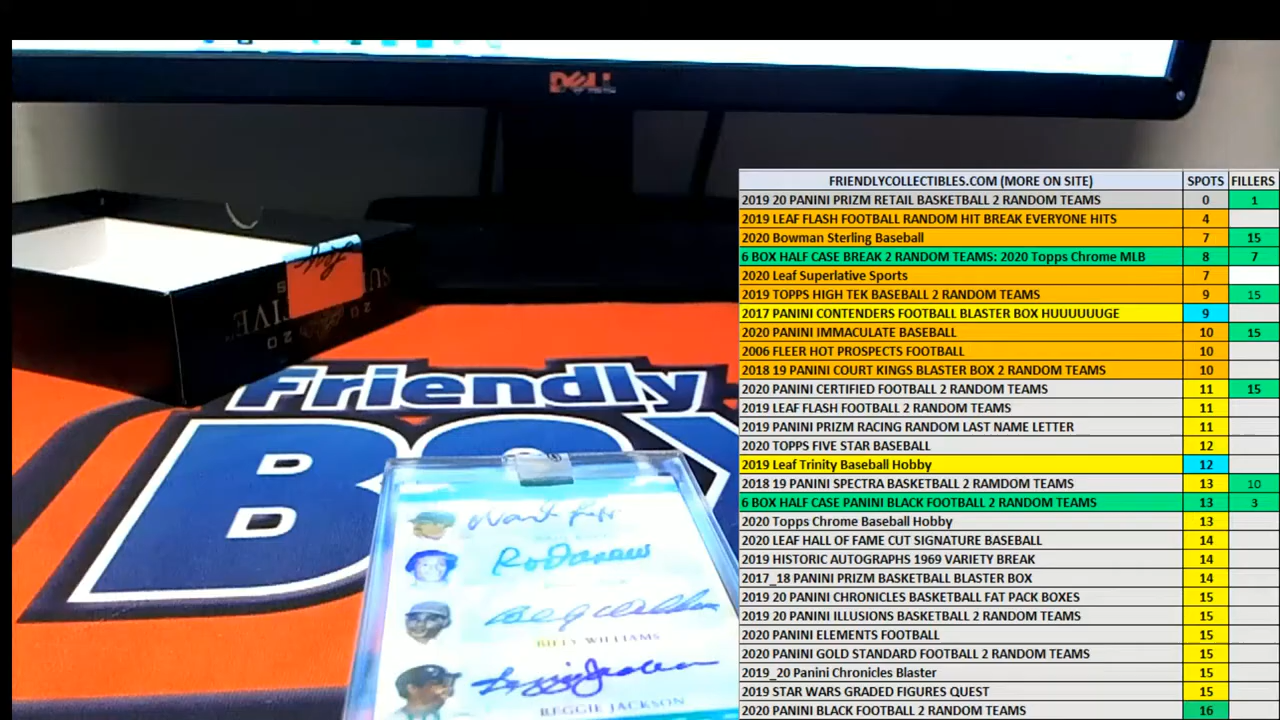 DELL
2020
Friendly
BOX
B
D
Rod Carew
Billy Williams
BILLY WILLIAMS
Reggie Jackson
REGGIE JACKSON
FRIENDLYCOLLECTIBLES.COM (MORE ON SITE) SPOTS FILLERS
2019 20 PANINI PRIZM RETAIL BASKETBALL 2 RANDOM TEAMS 0 1
2019 LEAF FLASH FOOTBALL RANDOM HIT BREAK EVERYONE HITS 4
2020 Bowman Sterling Baseball 7 15
6 BOX HALF CASE BREAK 2 RANDOM TEAMS: 2020 Topps Chrome MLB 8 7
2020 Leaf Superlative Sports 7
2019 TOPPS HIGH TEK BASEBALL 2 RANDOM TEAMS 9 15
2017 PANINI CONTENDERS FOOTBALL BLASTER BOX HUUUUUUGE 9
2020 PANINI IMMACULATE BASEBALL 10 15
2006 FLEER HOT PROSPECTS FOOTBALL 10
2018 19 PANINI COURT KINGS BLASTER BOX 2 RANDOM TEAMS 10
2020 PANINI CERTIFIED FOOTBALL 2 RANDOM TEAMS 11 15
2019 LEAF FLASH FOOTBALL 2 RANDOM TEAMS 11
2019 PANINI PRIZM RACING RANDOM LAST NAME LETTER 11
2020 TOPPS FIVE STAR BASEBALL 12
2019 Leaf Trinity Baseball Hobby 12
2018 19 PANINI SPECTRA BASKETBALL 2 RAMDOM TEAMS 13 10
6 BOX HALF CASE PANINI BLACK FOOTBALL 2 RANDOM TEAMS 13 3
2020 Topps Chrome Baseball Hobby 13
2020 LEAF HALL OF FAME CUT SIGNATURE BASEBALL 14
2019 HISTORIC AUTOGRAPHS 1969 VARIETY BREAK 14
2017_18 PANINI PRIZM BASKETBALL BLASTER BOX 14
2019 20 PANINI CHRONICLES BASKETBALL FAT PACK BOXES 15
2019 20 PANINI ILLUSIONS BASKETBALL 2 RANDOM TEAMS 15
2020 PANINI ELEMENTS FOOTBALL 15
2020 PANINI GOLD STANDARD FOOTBALL 2 RANDOM TEAMS 15
2019_20 Panini Chronicles Blaster 15
2019 STAR WARS GRADED FIGURES QUEST 15
2020 PANINI BLACK FOOTBALL 2 RANDOM TEAMS 16